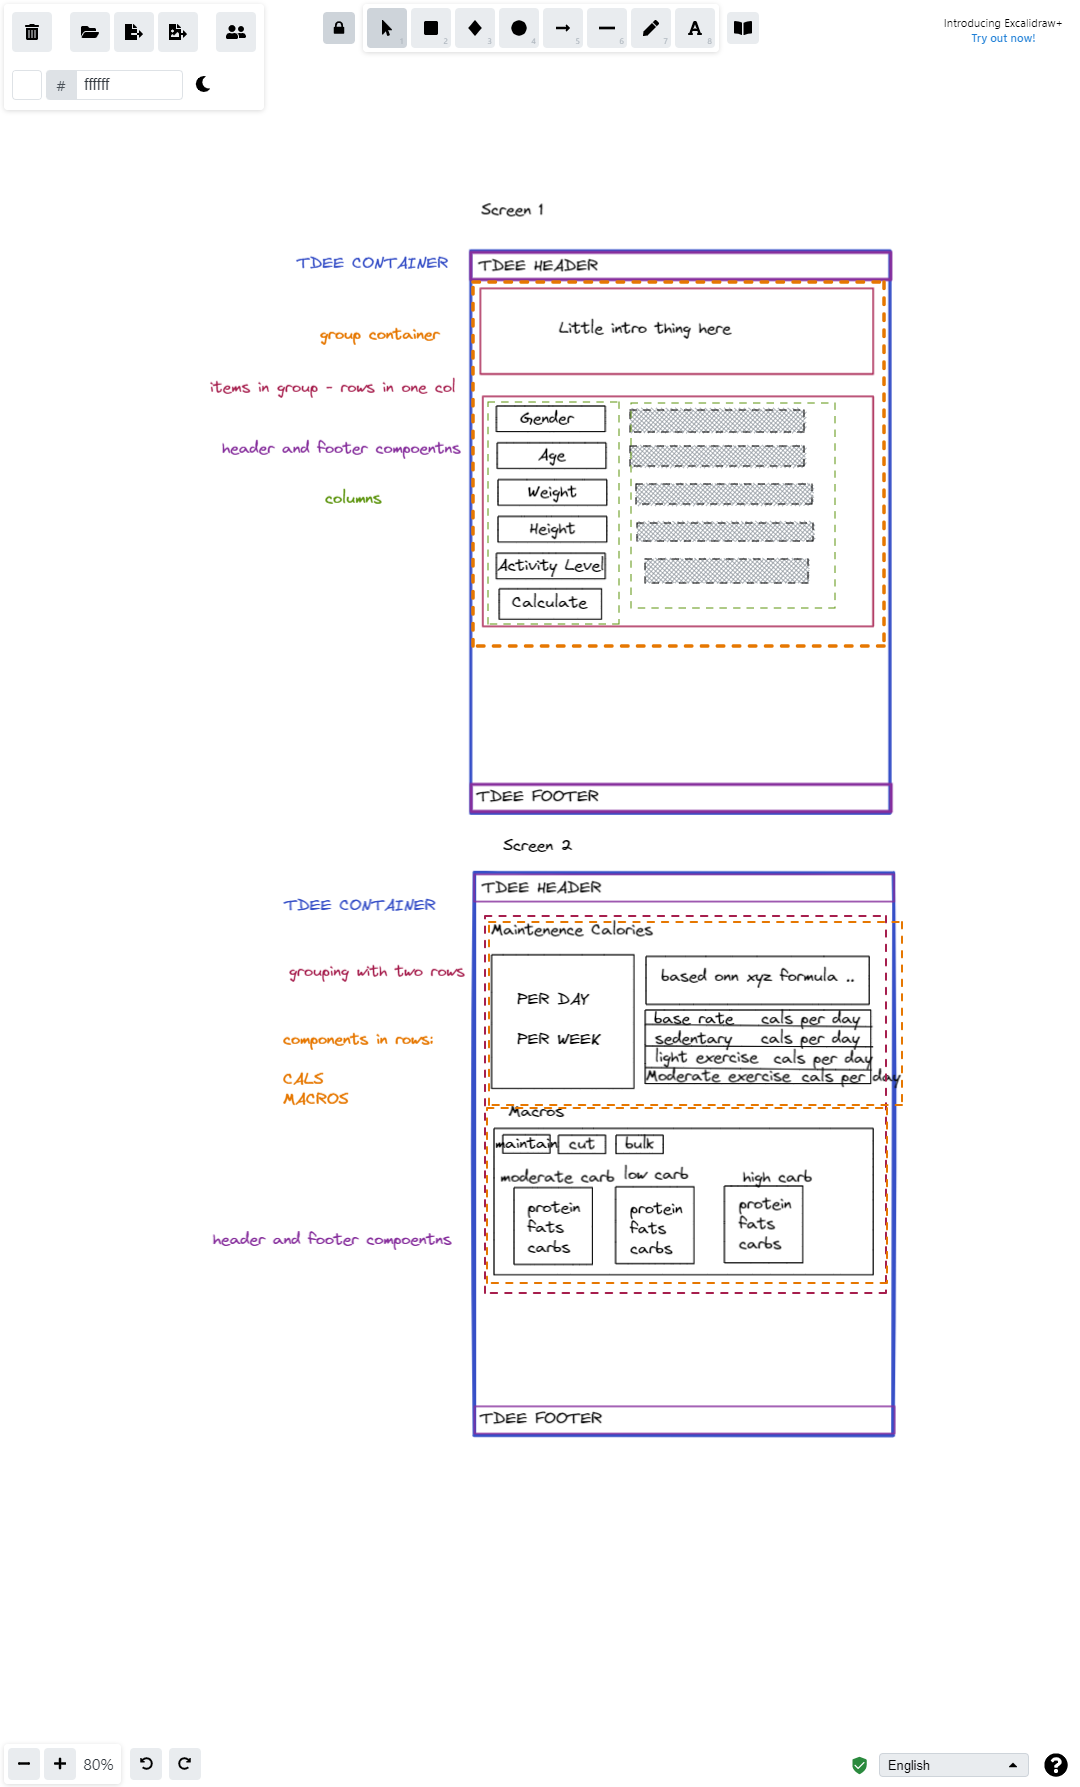 1
2
3
4
5
6
7
A
8
Introducing Excalidraw+
Try out now!
#
ffffff
Screen 1
TDEE CONTAINER
TDEE HEADER
group container
Little intro thing here
items in group - rows in one col
header and footer compoentns
columns
Gender
Age
Weight
Height
Activity Level
Calculate
TDEE FOOTER
Screen 2
TDEE CONTAINER
TDEE HEADER
grouping with two rows
Maintenence Calories
PER DAY
PER WEEK
based onn xyz formula ..
base rate cals per day
sedentary cals per day
light exercise cals per day
Moderate exercise cals per day
components in rows:
CALS
MACROS
Macros
maintain cut bulk
moderate carb low carb high carb
protein
fats
carbs
protein
fats
carbs
protein
fats
carbs
header and footer compoentns
TDEE FOOTER
80%
English